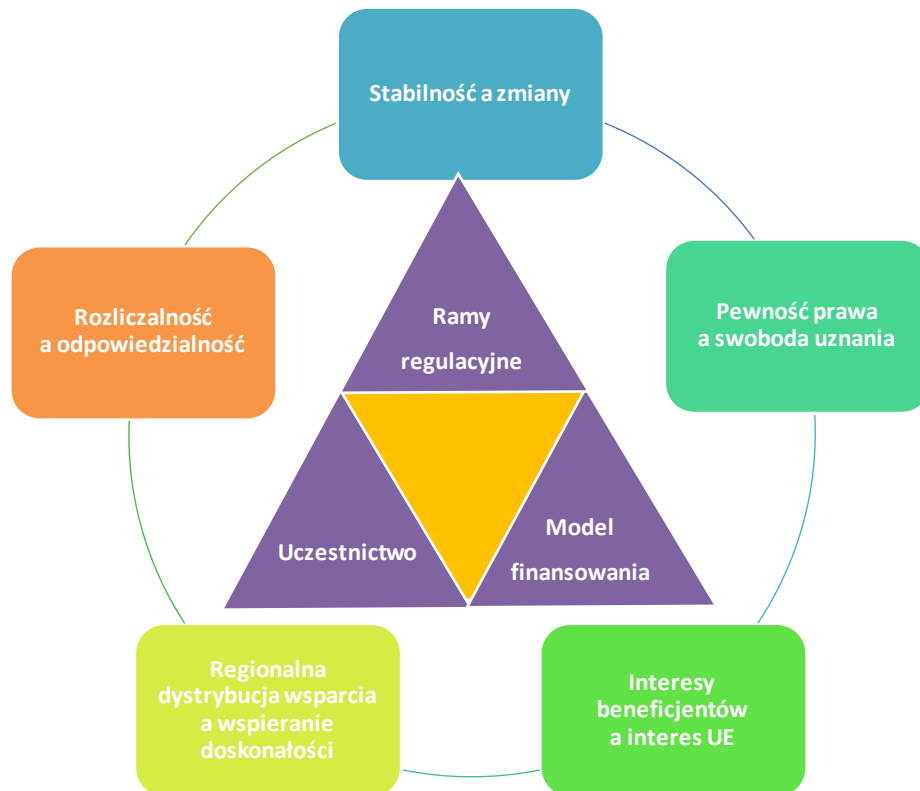 Stabilność a zmiany
Rozliczalność
a odpowiedzialność
Pewność prawa
a swoboda uznania
Ramy
regulacyjne
Uczestnictwo
Model
finansowania
Regionalna
dystrybucja wsparcia
a wspieranie
doskonałości
Interesy
beneficjentów
a interes UE